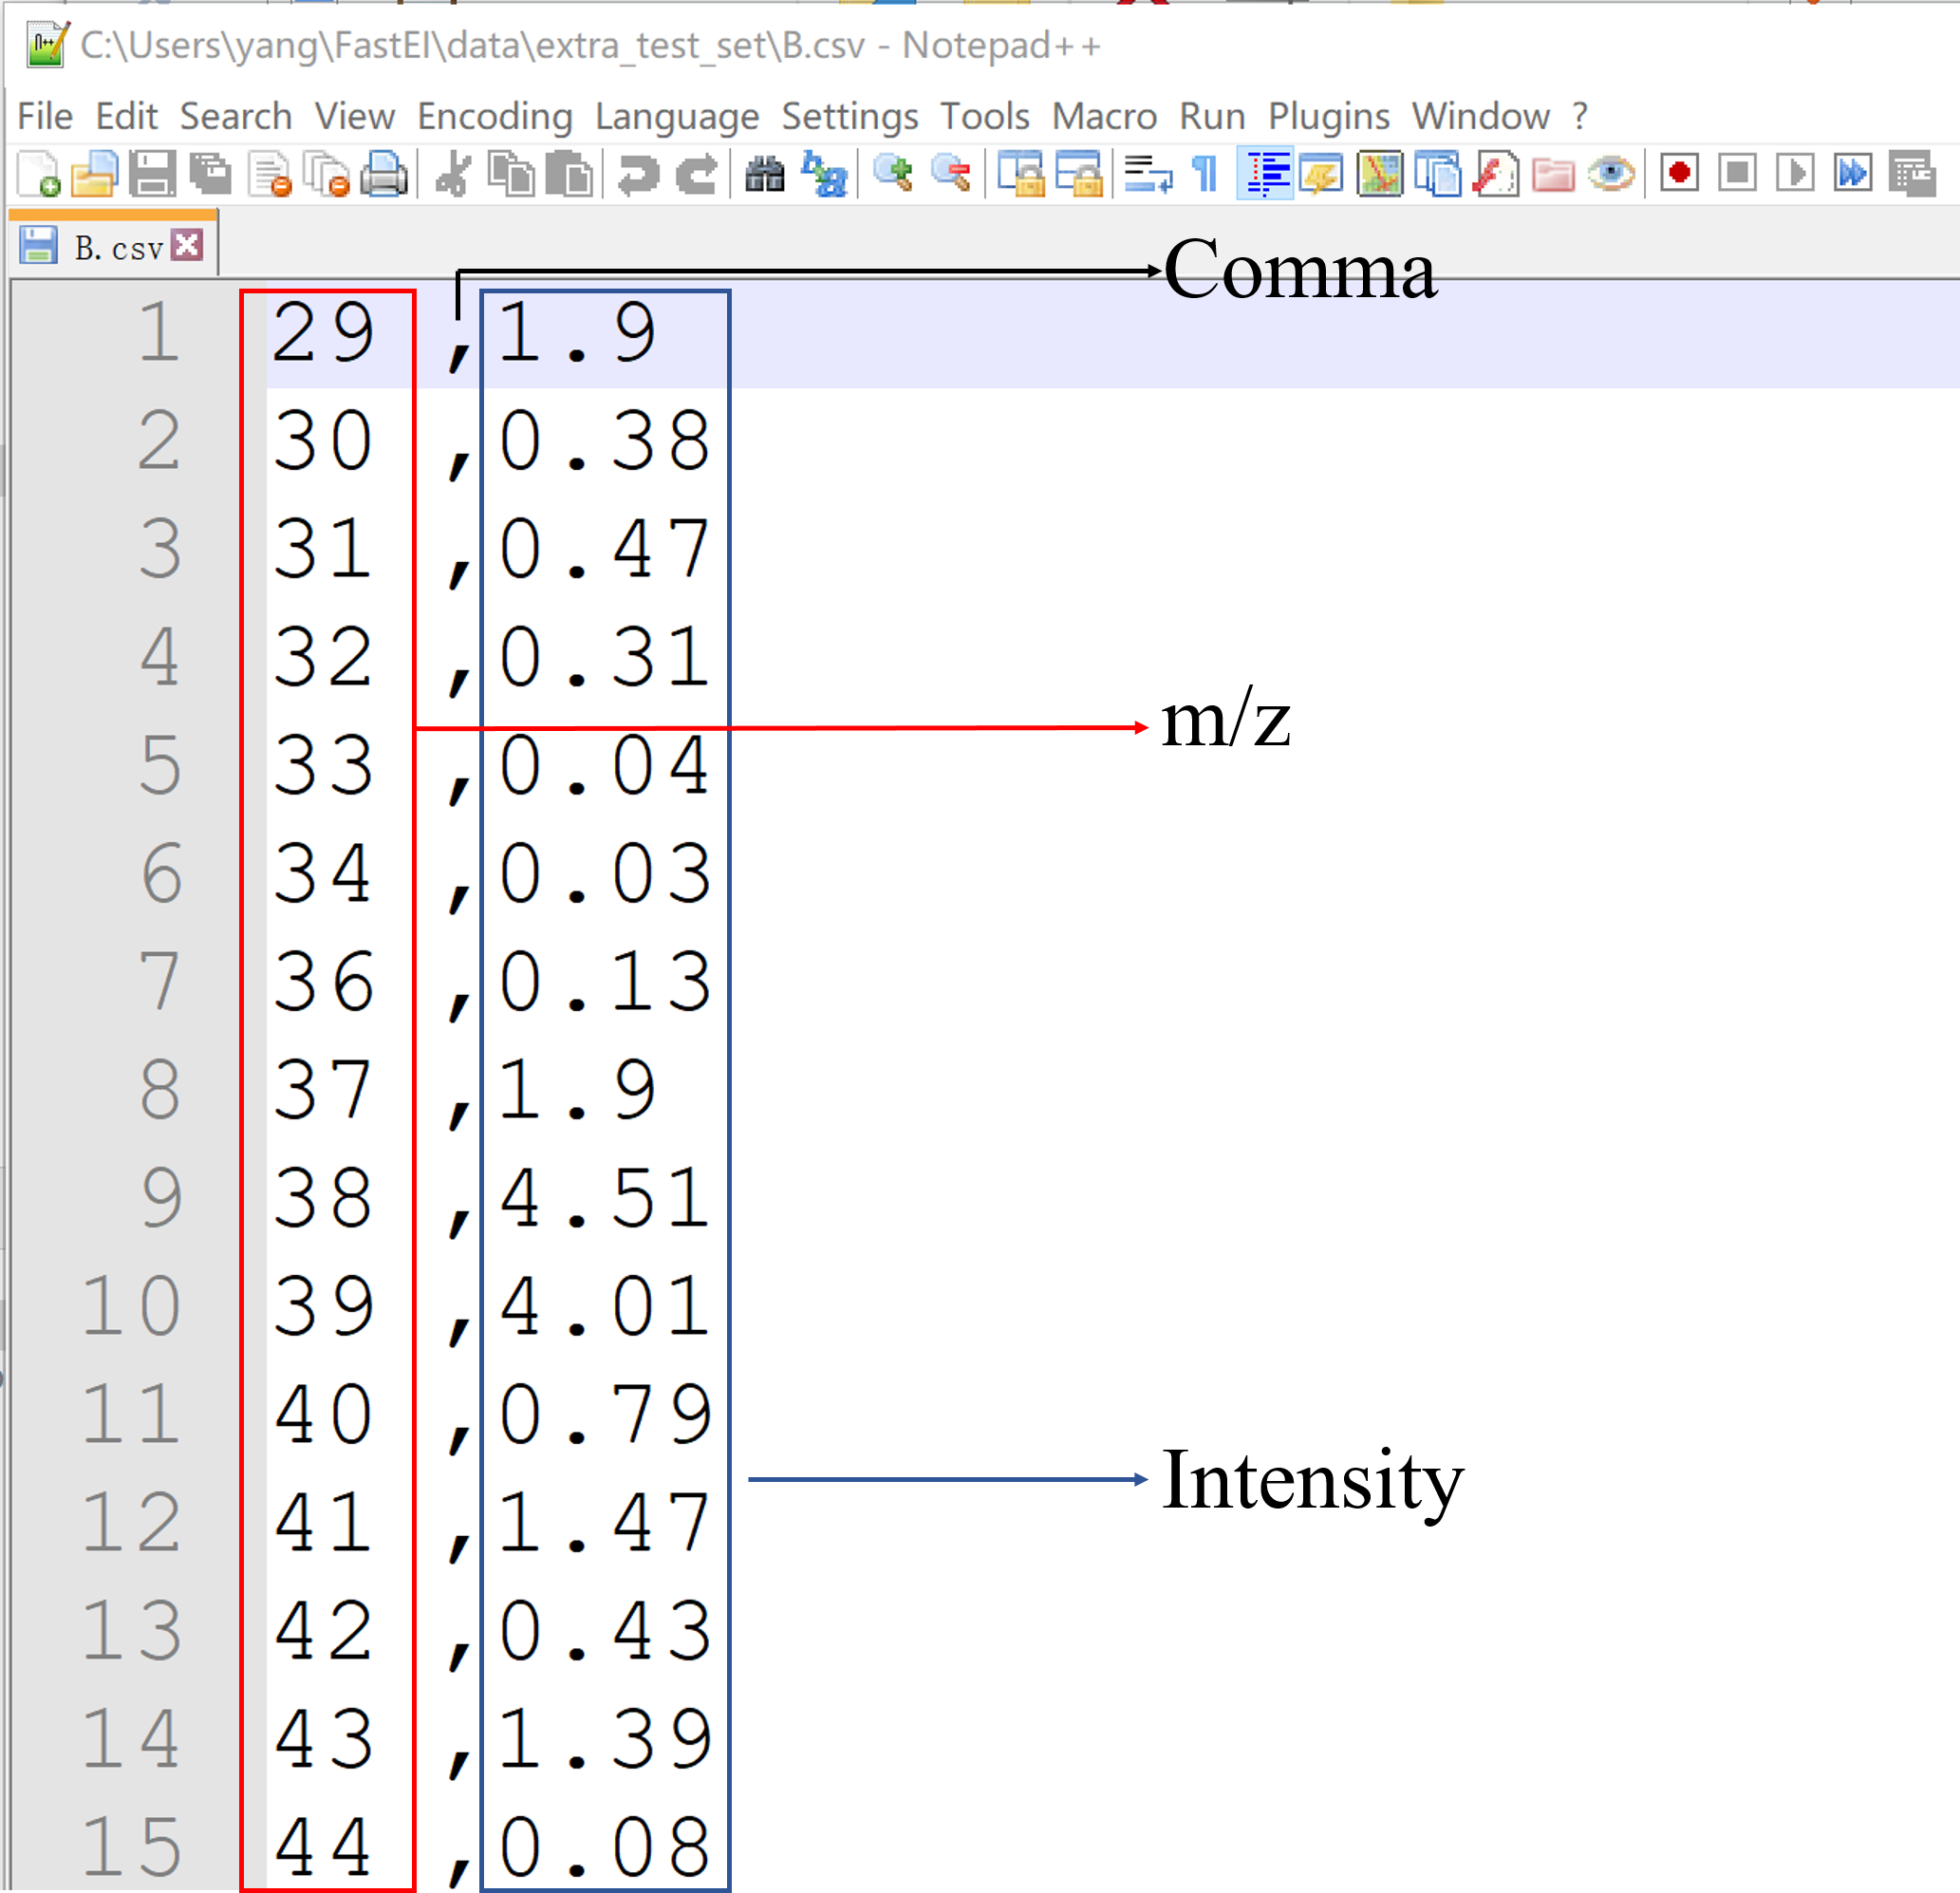 C:\Users\yang\FastEI\data\extra_test_set\B.csv - Notepad++
File Edit Search View Encoding Language Settings Tools Macro Run Plugins Window ?
B.csv
Comma
1 29 ,1.9
2 30 ,0.38
3 31 ,0.47
4 32 ,0.31
m/z
5 33 ,0.04
6 34 ,0.03
7 36 ,0.13
8 37 ,1.9
9 38 ,4.51
10 39 ,4.01
11 40 ,0.79
Intensity
12 41 ,1.47
13 42 ,0.43
14 43 ,1.39
15 44 ,0.08